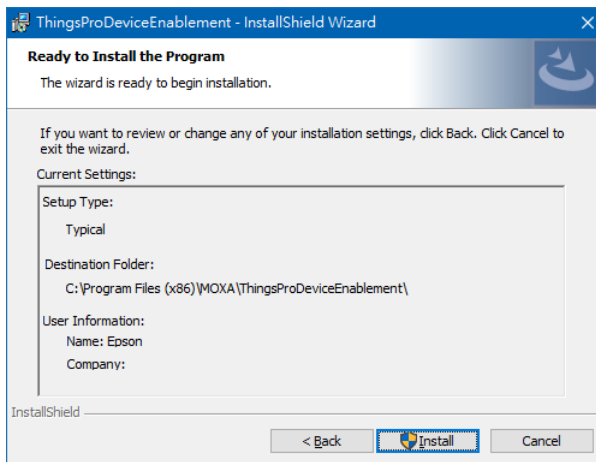 ThingsProDeviceEnablement - InstallShield Wizard
Ready to Install the Program
The wizard is ready to begin installation.
If you want to review or change any of your installation settings, click Back. Click Cancel to
exit the wizard.
Current Settings:
Setup Type:
Typical
Destination Folder:
C:\Program Files (x86)\MOXA\ThingsProDeviceEnablement\
User Information:
Name: Epson
Company:
InstallShield
< Back
Install
Cancel